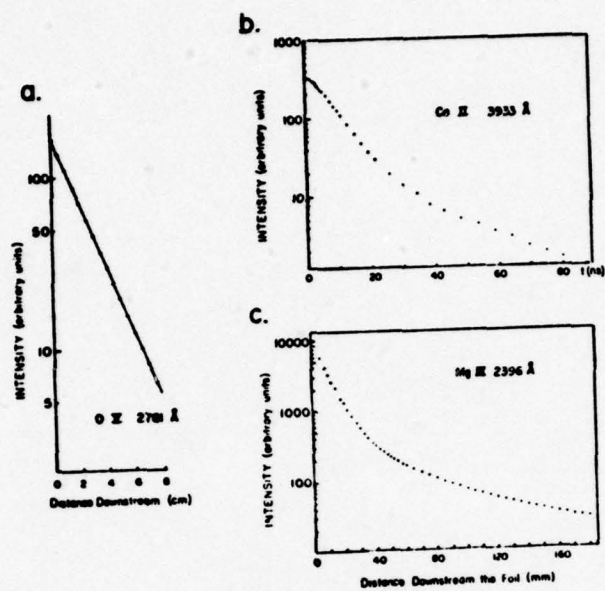 a.
INTENSITY (arbitrary units)
100
50
10
5
O V 2781 Å
0 2 4 6 8
Distance Downstream (cm)
b.
INTENSITY (arbitrary units)
1000
100
10
Ca II 3933 Å
0 20 40 60 80 t (ns)
c.
INTENSITY (arbitrary units)
10000
1000
100
Mg III 2396 Å
0 40 80 120 160
Distance Downstream the Foil (mm)